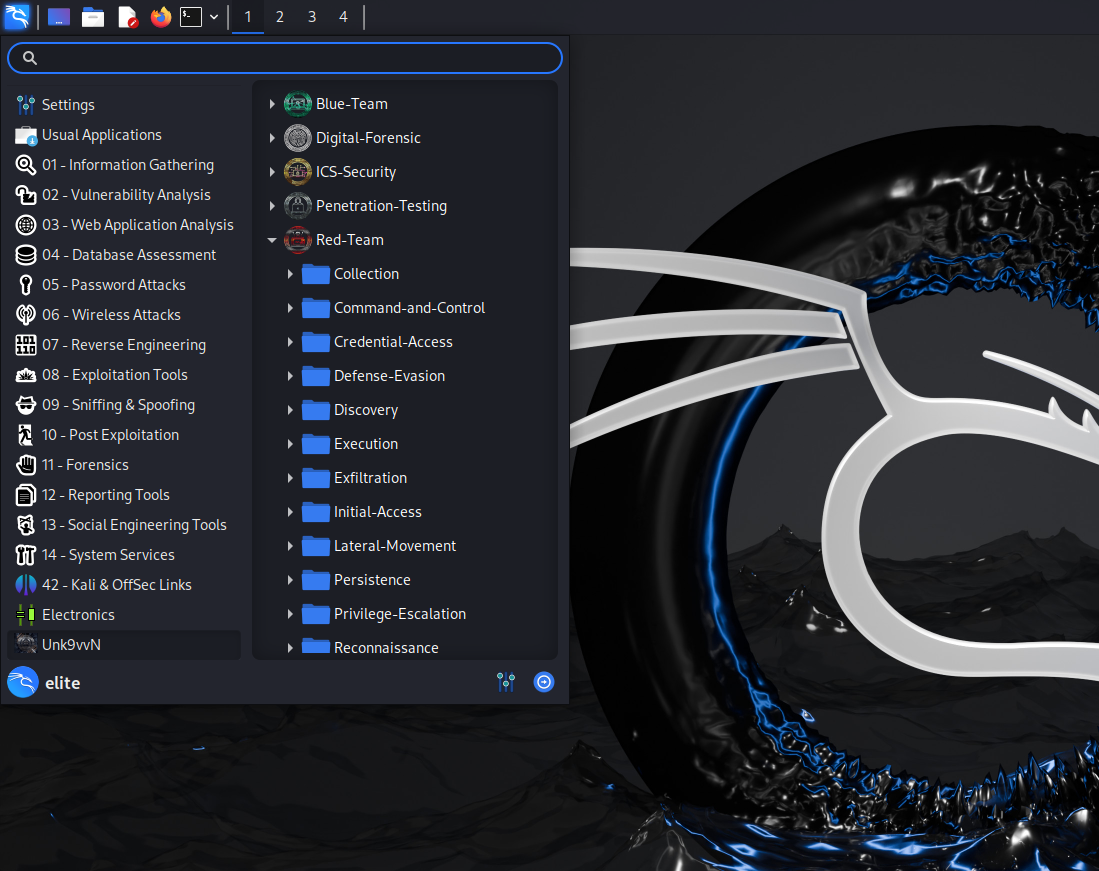 1 2 3 4
Settings
Usual Applications
01 - Information Gathering
02 - Vulnerability Analysis
03 - Web Application Analysis
04 - Database Assessment
05 - Password Attacks
06 - Wireless Attacks
07 - Reverse Engineering
08 - Exploitation Tools
09 - Sniffing & Spoofing
10 - Post Exploitation
11 - Forensics
12 - Reporting Tools
13 - Social Engineering Tools
14 - System Services
42 - Kali & OffSec Links
Electronics
Unk9vvN
Blue-Team
Digital-Forensic
ICS-Security
Penetration-Testing
Red-Team
Collection
Command-and-Control
Credential-Access
Defense-Evasion
Discovery
Execution
Exfiltration
Initial-Access
Lateral-Movement
Persistence
Privilege-Escalation
Reconnaissance
elite